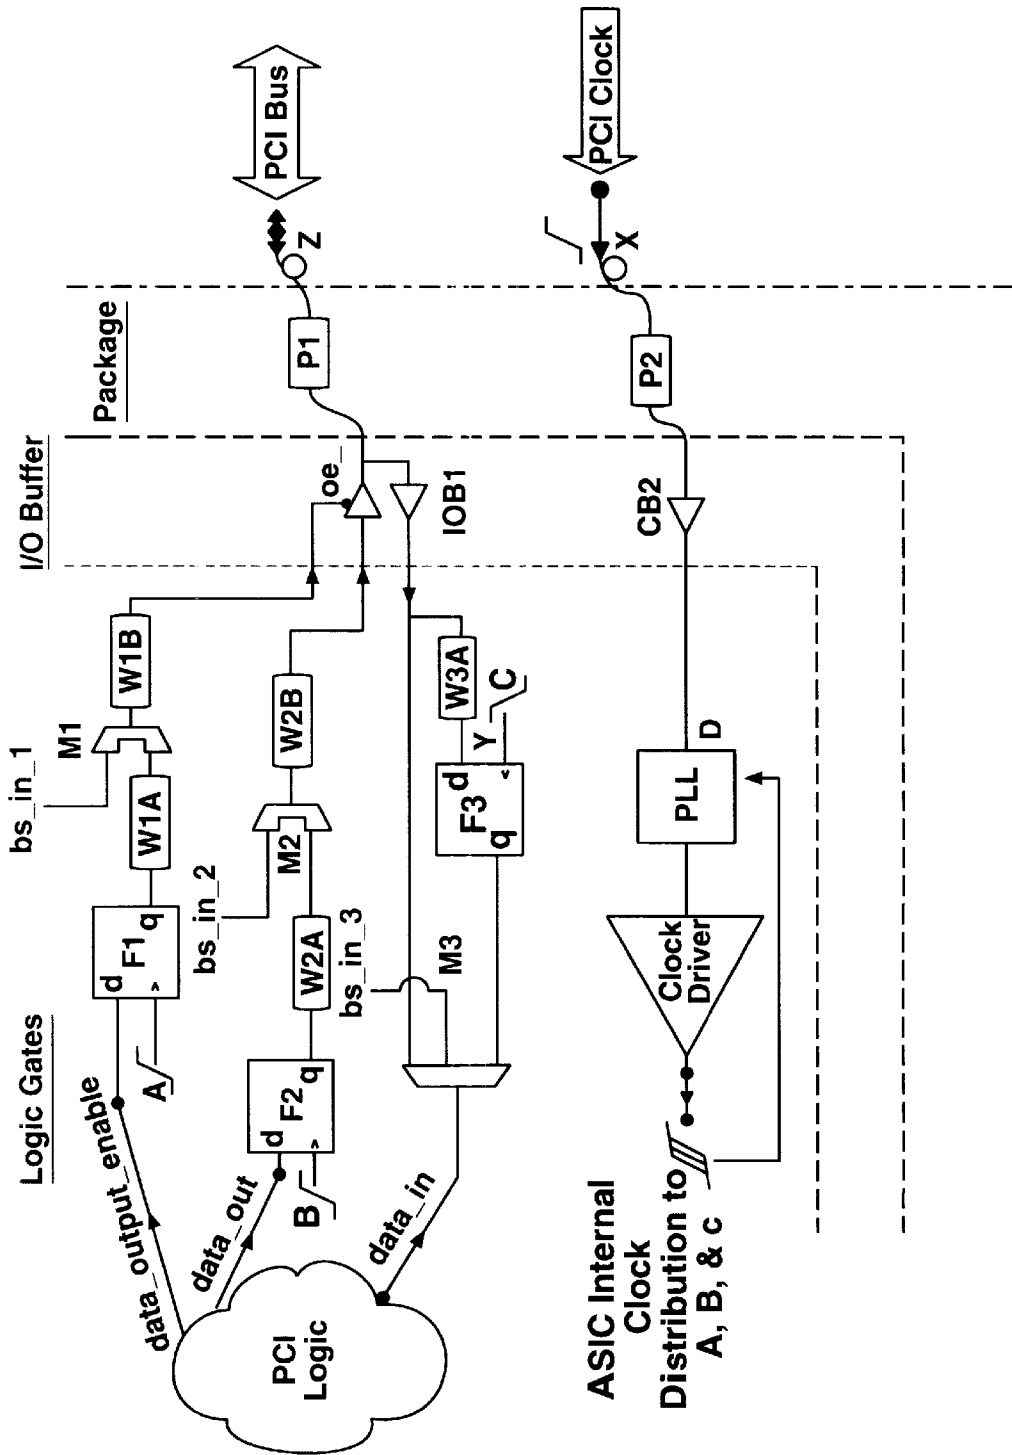 Logic Gates
I/O Buffer
Package
bs_in_1
M1
data_output_enable
d
F1
q
A
W1A
W1B
bs_in_2
M2
oe_
data_out
d
F2
q
B
W2A
W2B
P1
Z
PCI Bus
PCI
Logic
data_in
bs_in_3
M3
IOB1
W3A
d
F3
q
Y
C
ASIC Internal
Clock
Distribution to
A, B, & c
Clock
Driver
PLL
D
CB2
P2
X
PCI Clock